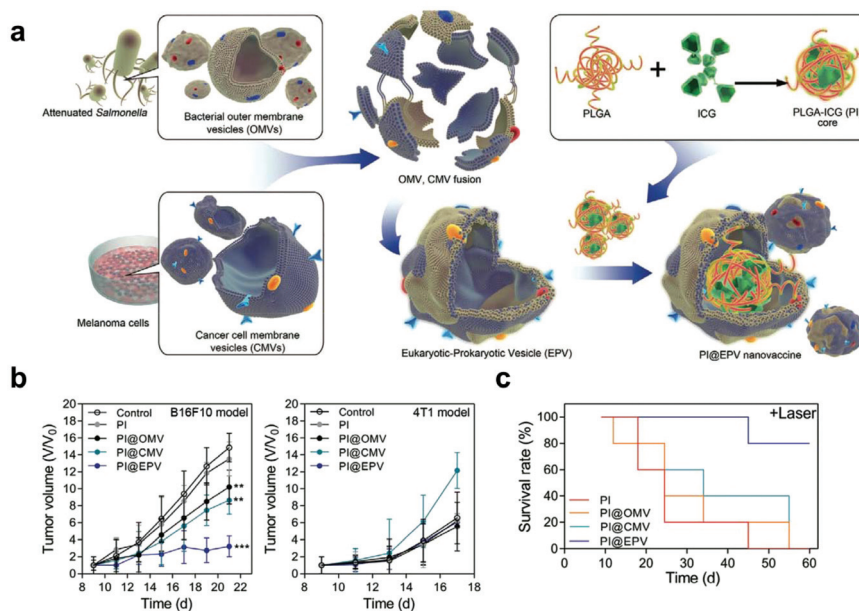 a
Attenuated Salmonella
Bacterial outer membrane
vesicles (OMVs)
OMV, CMV fusion
PLGA
+
ICG
PLGA-ICG (PI
core
Melanoma cells
Cancer cell membrane
vesicles (CMVs)
Eukaryotic-Prokaryotic Vesicle (EPV)
PI@EPV nanovaccine
b
Tumor volume (V/V0)
20
18
16
14
12
10
8
6
4
2
0
B16F10 model
Control
PI
PI@OMV
PI@CMV
PI@EPV
**
**
***
8 10 12 14 16 18 20 22
Time (d)
Tumor volume (V/V0)
20
18
16
14
12
10
8
6
4
2
0
4T1 model
Control
PI
PI@OMV
PI@CMV
PI@EPV
8 10 12 14 16 18
Time (d)
c
+Laser
Survival rate (%)
100
80
60
40
20
0
PI
PI@OMV
PI@CMV
PI@EPV
0 10 20 30 40 50 60
Time (d)